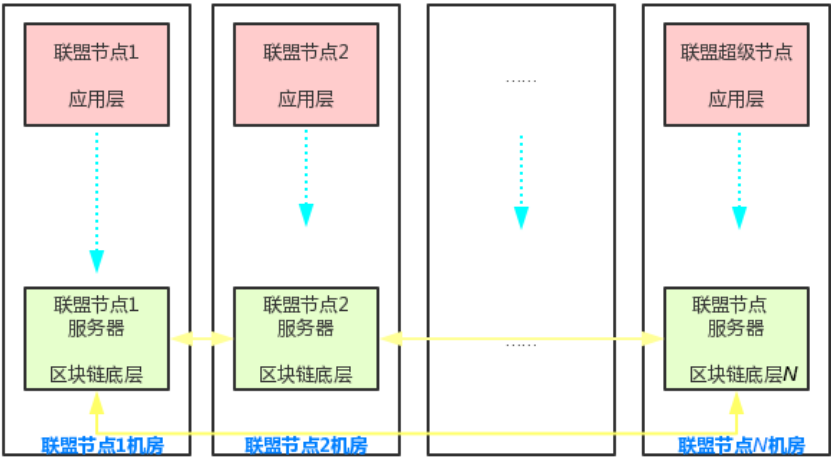 联盟节点1
应用层
联盟节点2
应用层
……
联盟超级节点
应用层
联盟节点1
服务器
区块链底层
联盟节点2
服务器
区块链底层
……
联盟节点
服务器
区块链底层N
联盟节点1机房
联盟节点2机房
联盟节点N机房